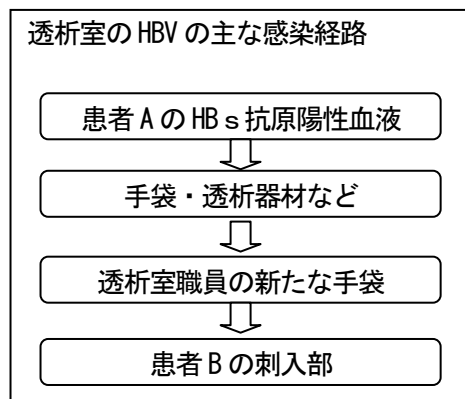 透析室のHBVの主な感染経路
患者AのHBｓ抗原陽性血液
手袋・透析器材など
透析室職員の新たな手袋
患者Bの刺入部